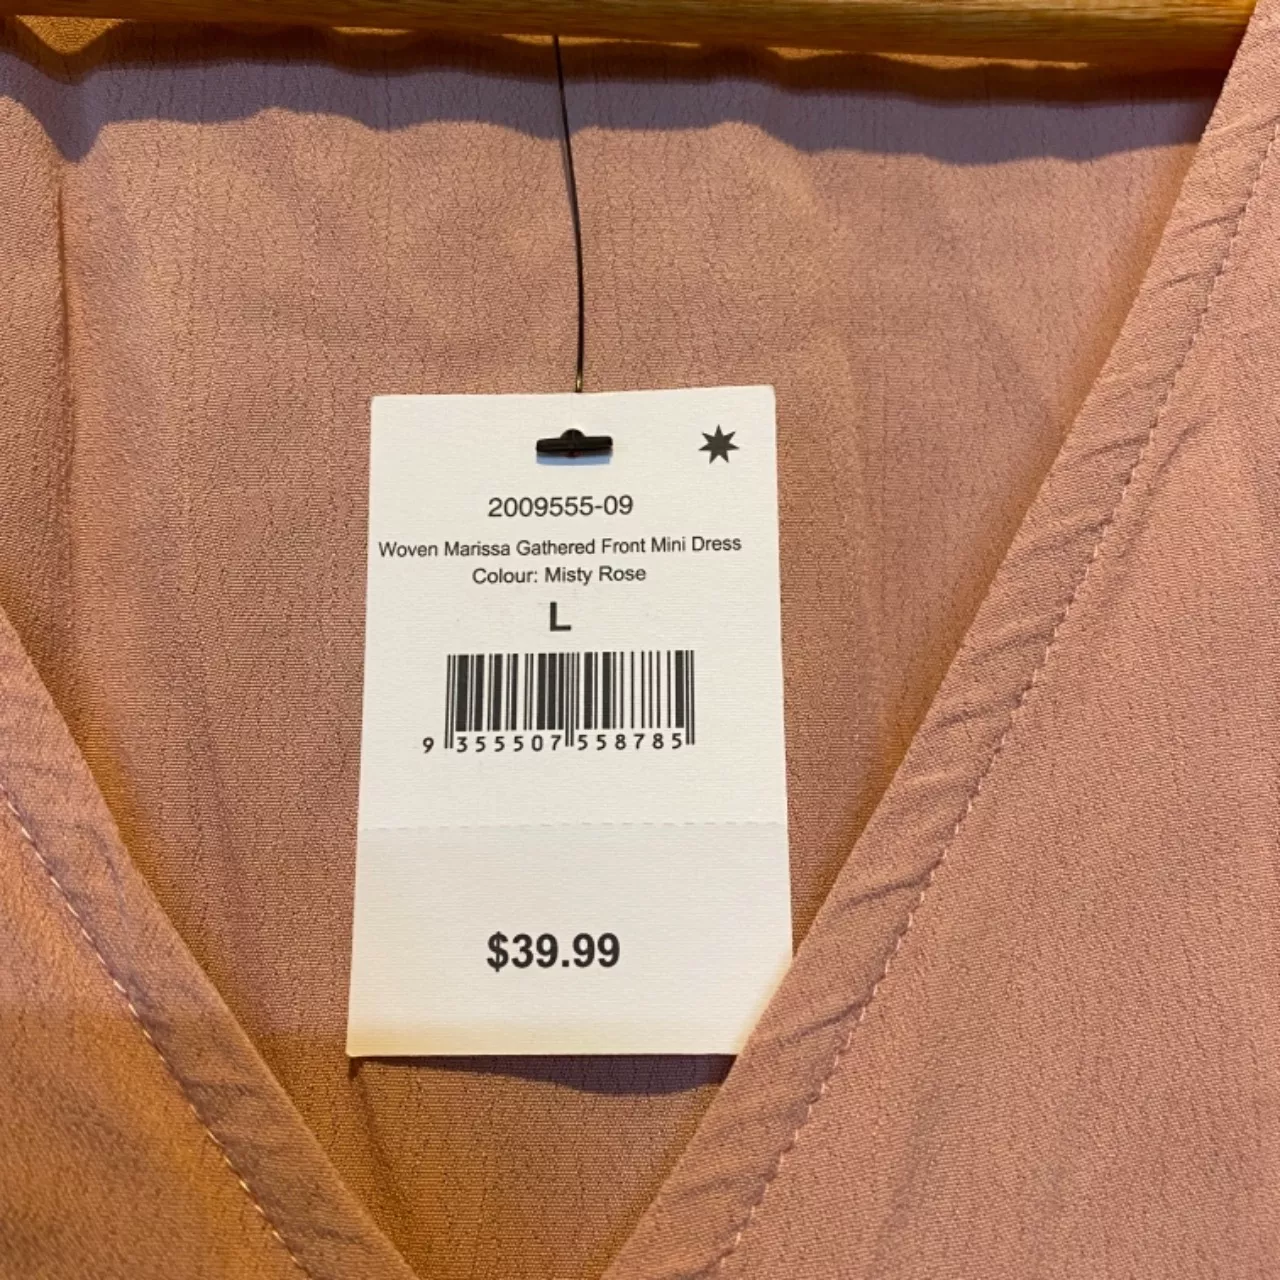 2009555-09
Woven Marissa Gathered Front Mini Dress
Colour: Misty Rose
L
9 355507 558785
$39.99